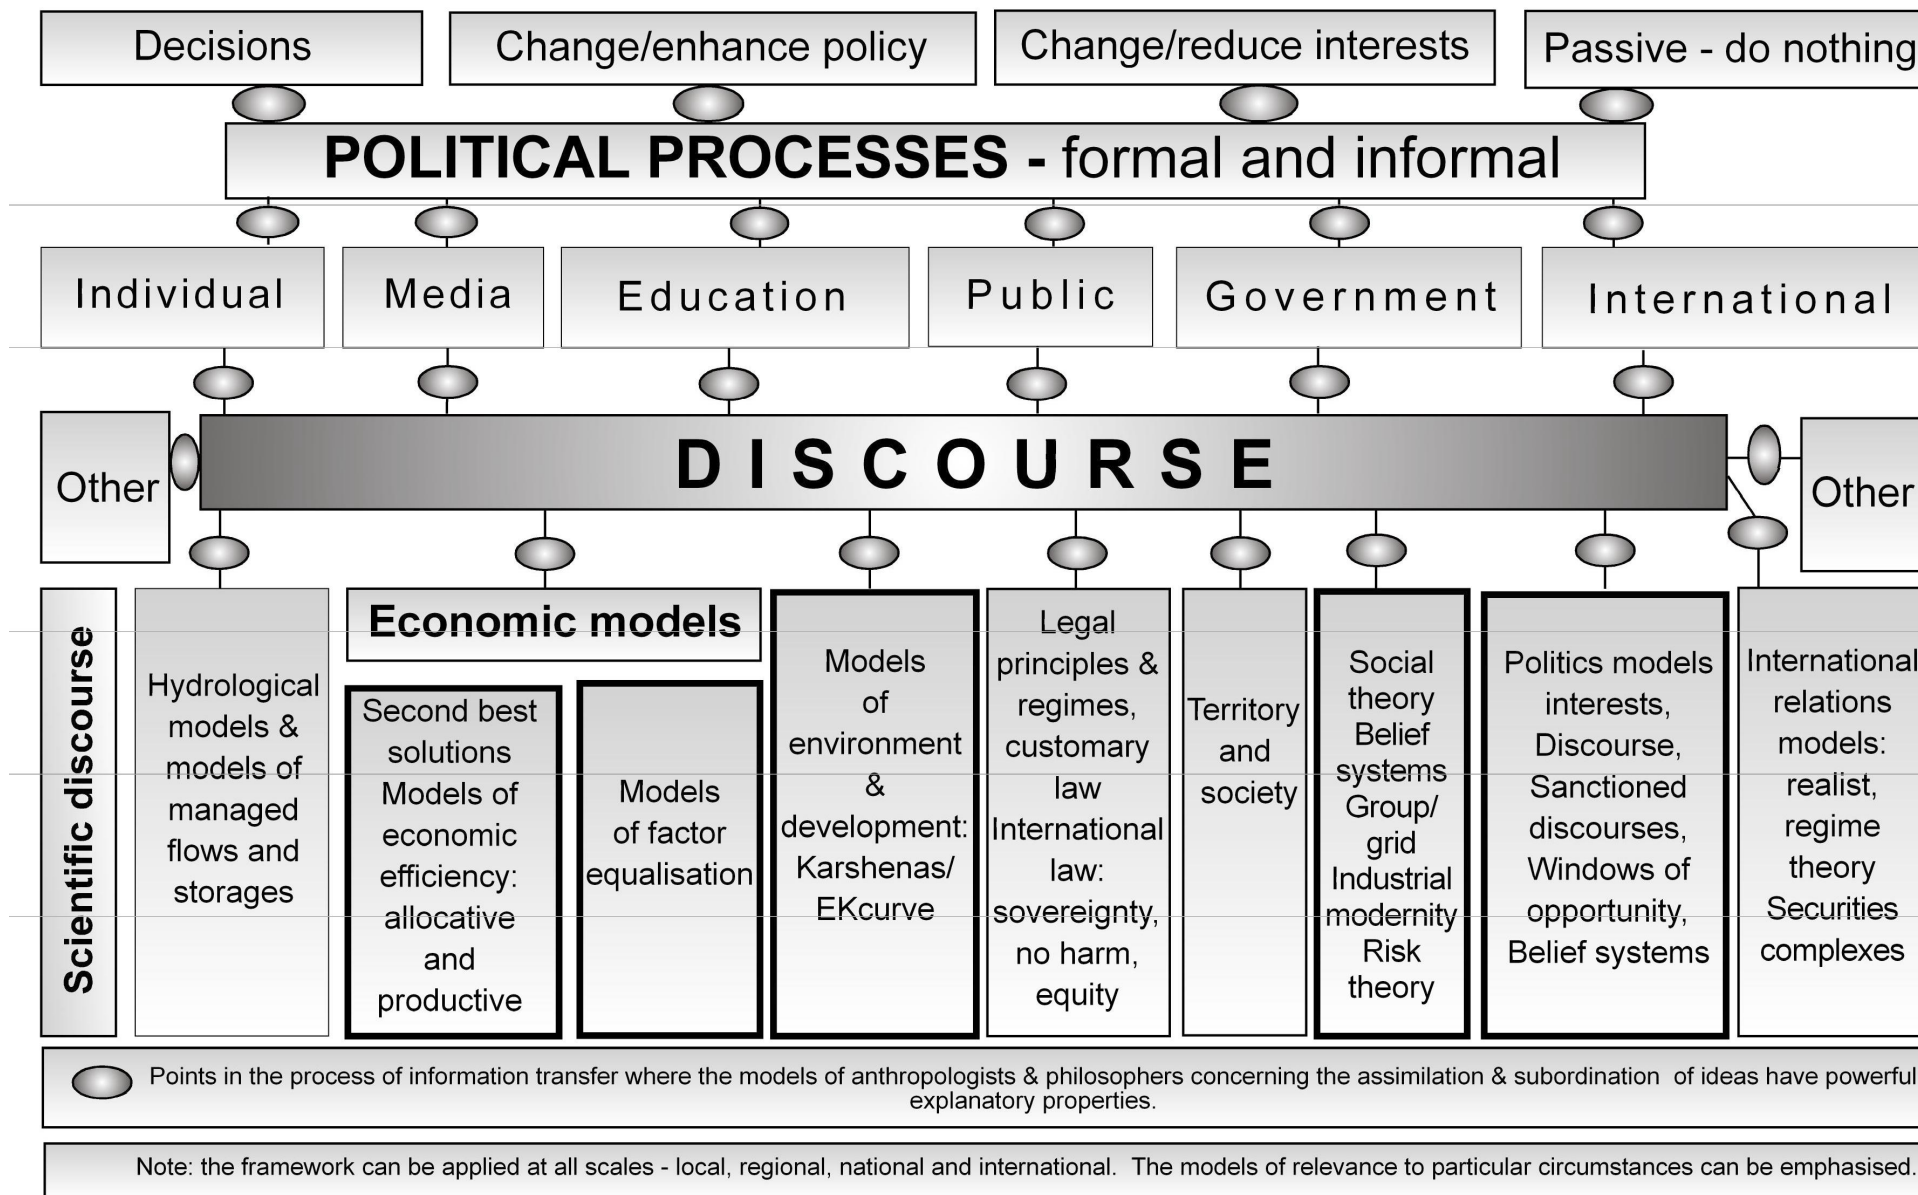 Decisions
Change/enhance policy
Change/reduce interests
Passive - do nothing
POLITICAL PROCESSES - formal and informal
Individual
Media
Education
Public
Government
International
Other
DISCOURSE
Other
Scientific discourse
Hydrological
models &
models of
managed
flows and
storages
Economic models
Second best
solutions
Models of
economic
efficiency:
allocative
and
productive
Models
of factor
equalisation
Models
of
environment
&
development:
Karshenas/
EKcurve
Legal
principles &
regimes,
customary
law
International
law:
sovereignty,
no harm,
equity
Territory
and
society
Social
theory
Belief
systems
Group/
grid
Industrial
modernity
Risk
theory
Politics models
interests,
Discourse,
Sanctioned
discourses,
Windows of
opportunity,
Belief systems
International
relations
models:
realist,
regime
theory
Securities
complexes
Points in the process of information transfer where the models of anthropologists & philosophers concerning the assimilation & subordination of ideas have powerful
explanatory properties.
Note: the framework can be applied at all scales - local, regional, national and international. The models of relevance to particular circumstances can be emphasised.